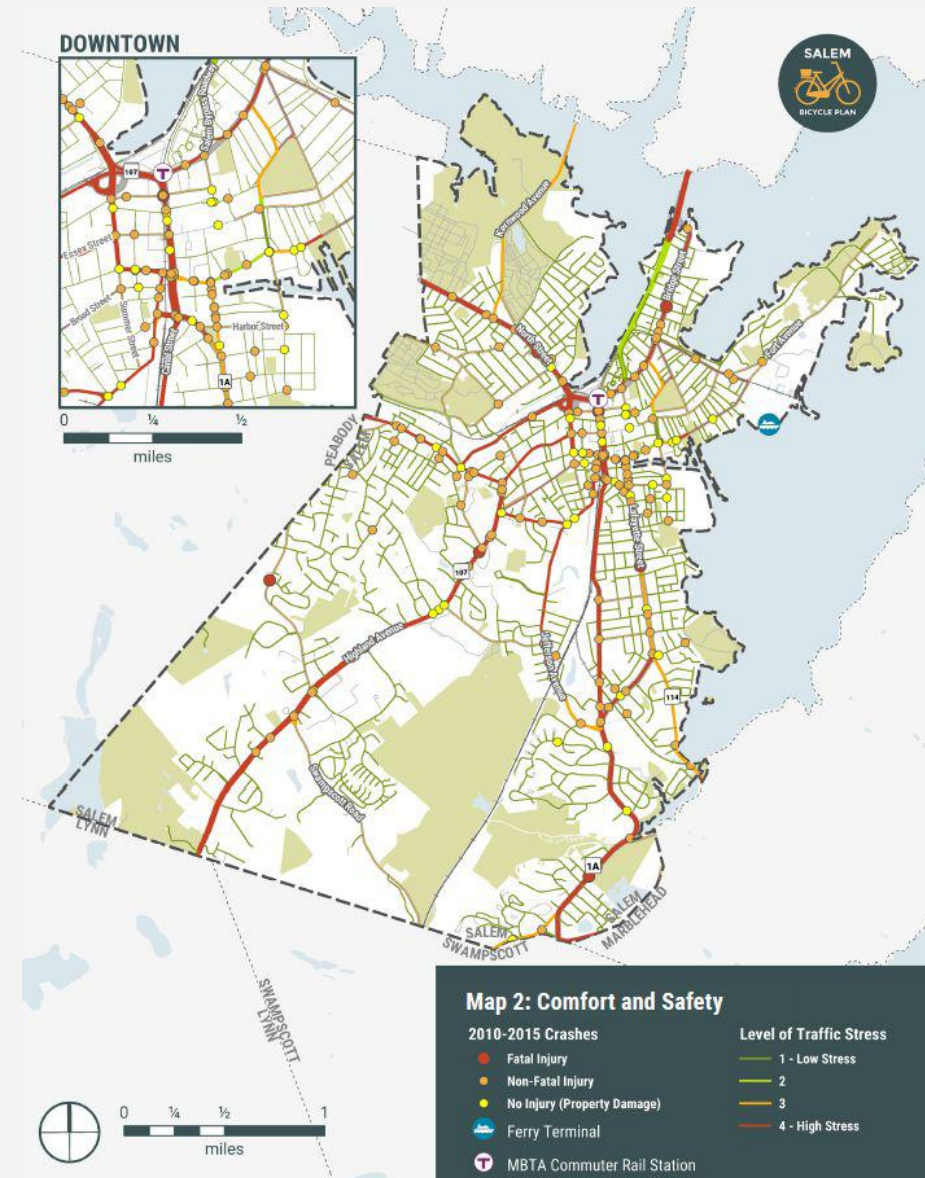 DOWNTOWN
SALEM
BICYCLE PLAN
Salem Bypass Roadway
107
T
Essex Street
Broad Street
Summer Street
Canal Street
Harbor Street
1A
0 ¼ ½
miles
Kernwood Avenue
North Street
Bridge Street
Fort Avenue
T
PEABODY
SALEM
Lafayette Street
107
Highland Avenue
Jefferson Avenue
114
Swampscott Road
SALEM
LYNN
1A
SALEM
MARBLEHEAD
SALEM
SWAMPSCOTT
SWAMPSCOTT
LYNN
0 ¼ ½ 1
miles
Map 2: Comfort and Safety
2010-2015 Crashes
Fatal Injury
Non-Fatal Injury
No Injury (Property Damage)
Ferry Terminal
T MBTA Commuter Rail Station
Level of Traffic Stress
1 - Low Stress
2
3
4 - High Stress